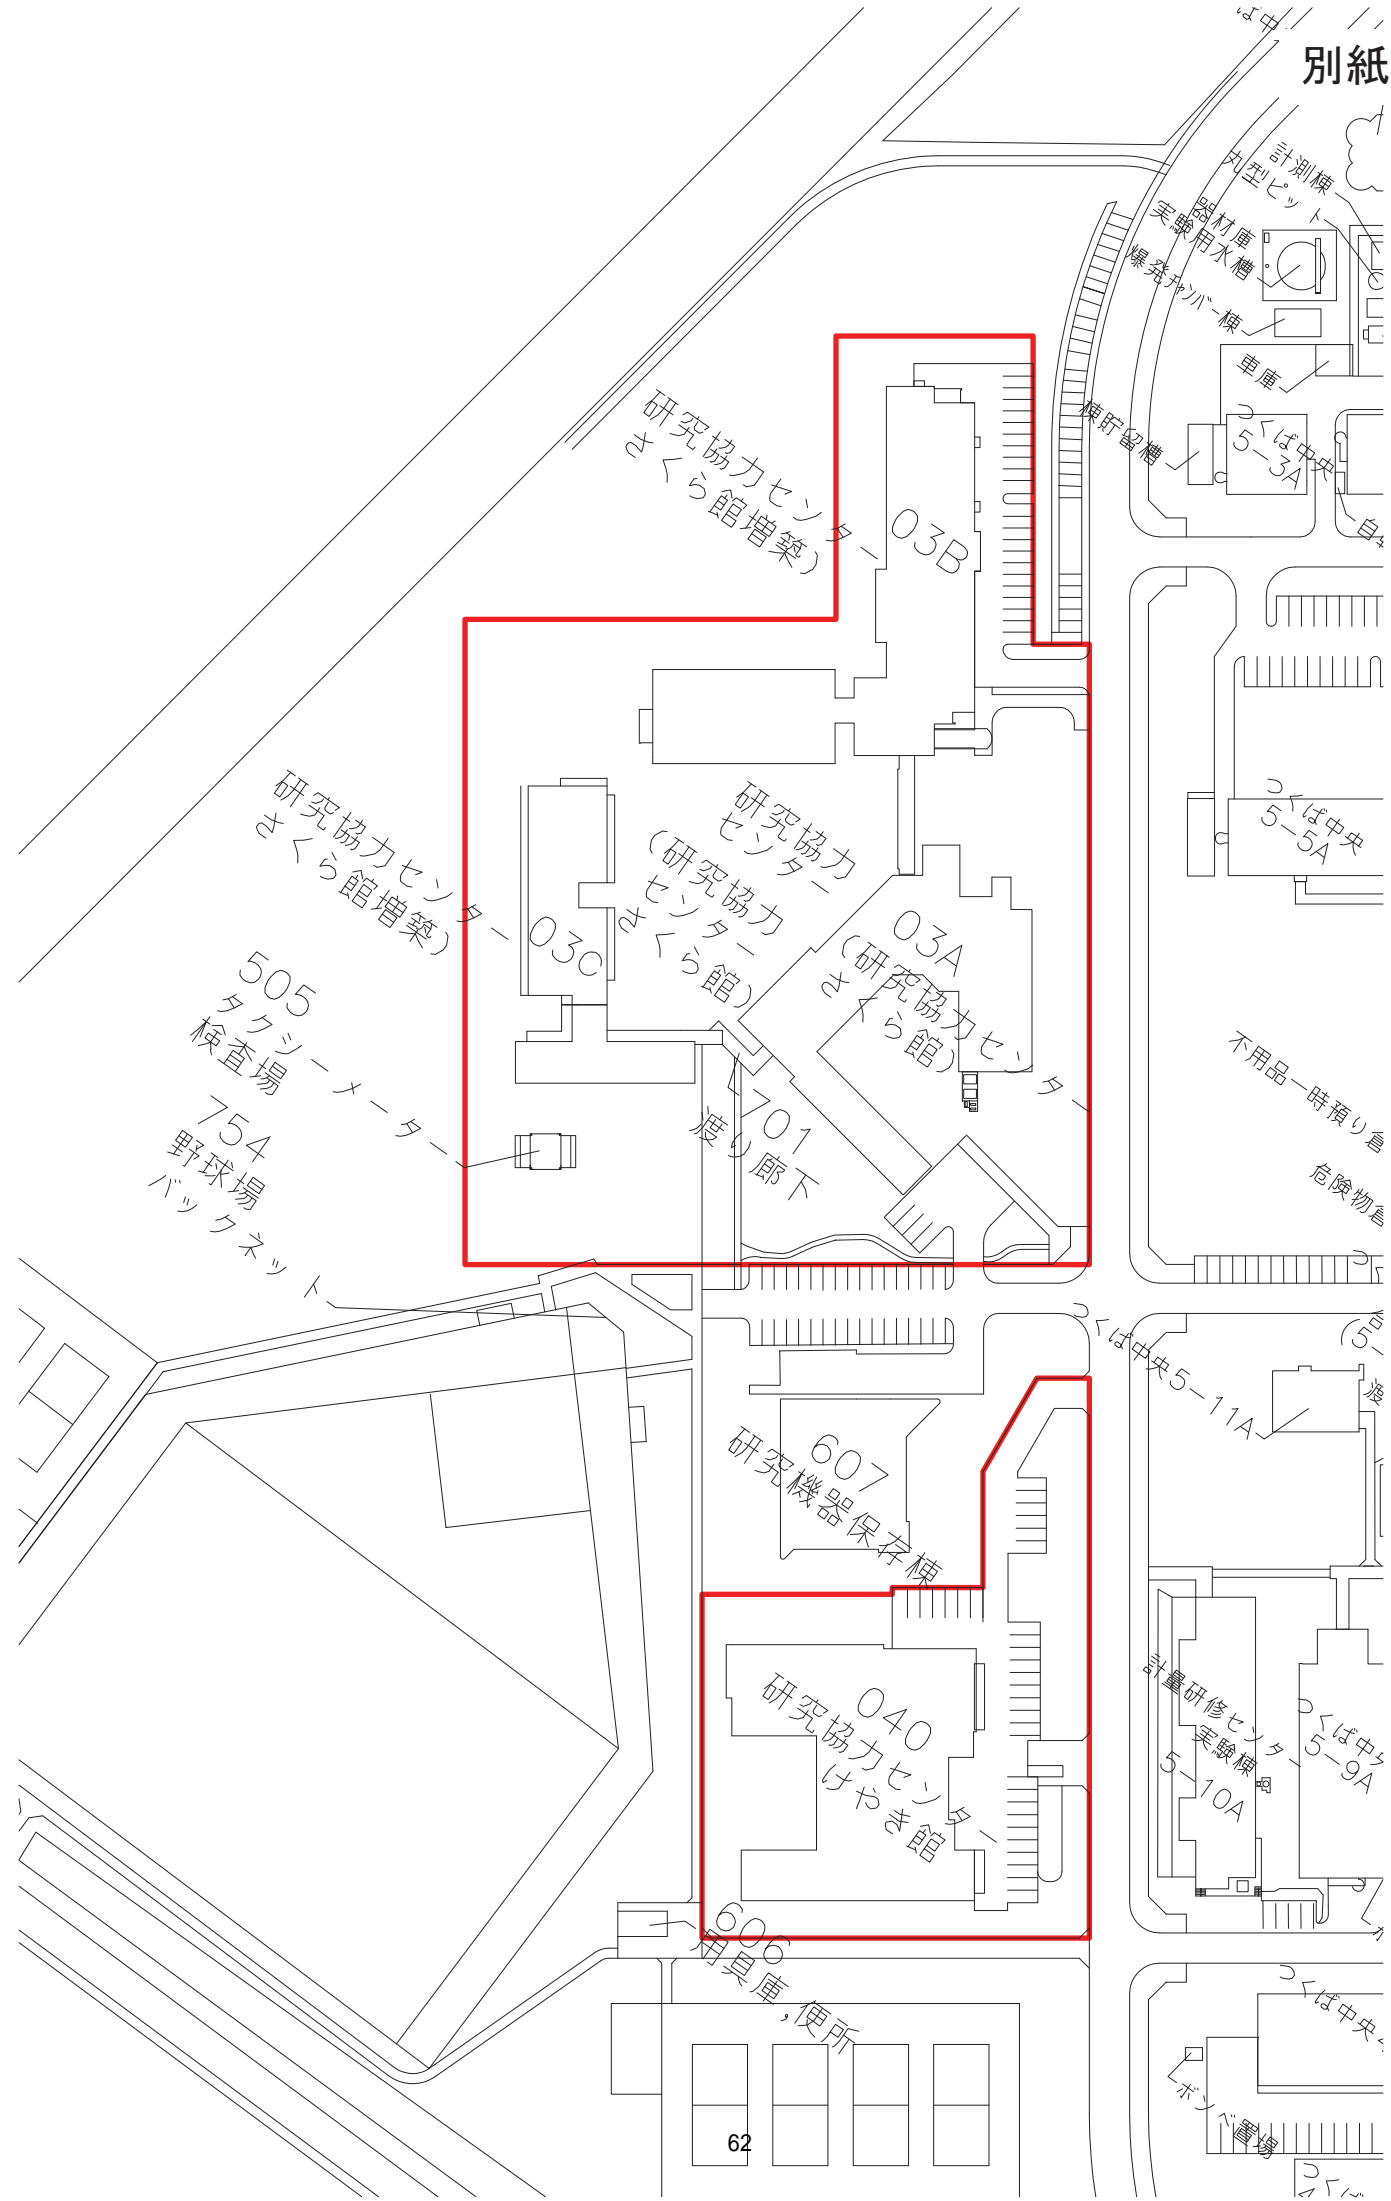 別紙
計測棟
丸型ピット
器材庫
実験用水槽
爆発チャンバー棟
車庫
棟貯留槽
つくば中央
5-3A
研究協力センター
さくら館増築)
03B
つくば中央
5-5A
研究協力センター
さくら館増築)
03C
研究協力
センター
(研究協力
センター
さくら館)
03A
(研究協力センター
さくら館)
505
タクシーメータ
検査場
754
野球場
バックネット
701
渡り廊下
不用品一時預り倉
危険物倉
つくば中央5-11A
607
研究機器保存棟
040
研究協力センター
けやき館
計量研修センター
実験棟
5-10A
つくば中央
5-9A
606
用具庫,便所
つくば中央
ボンベ置場
62